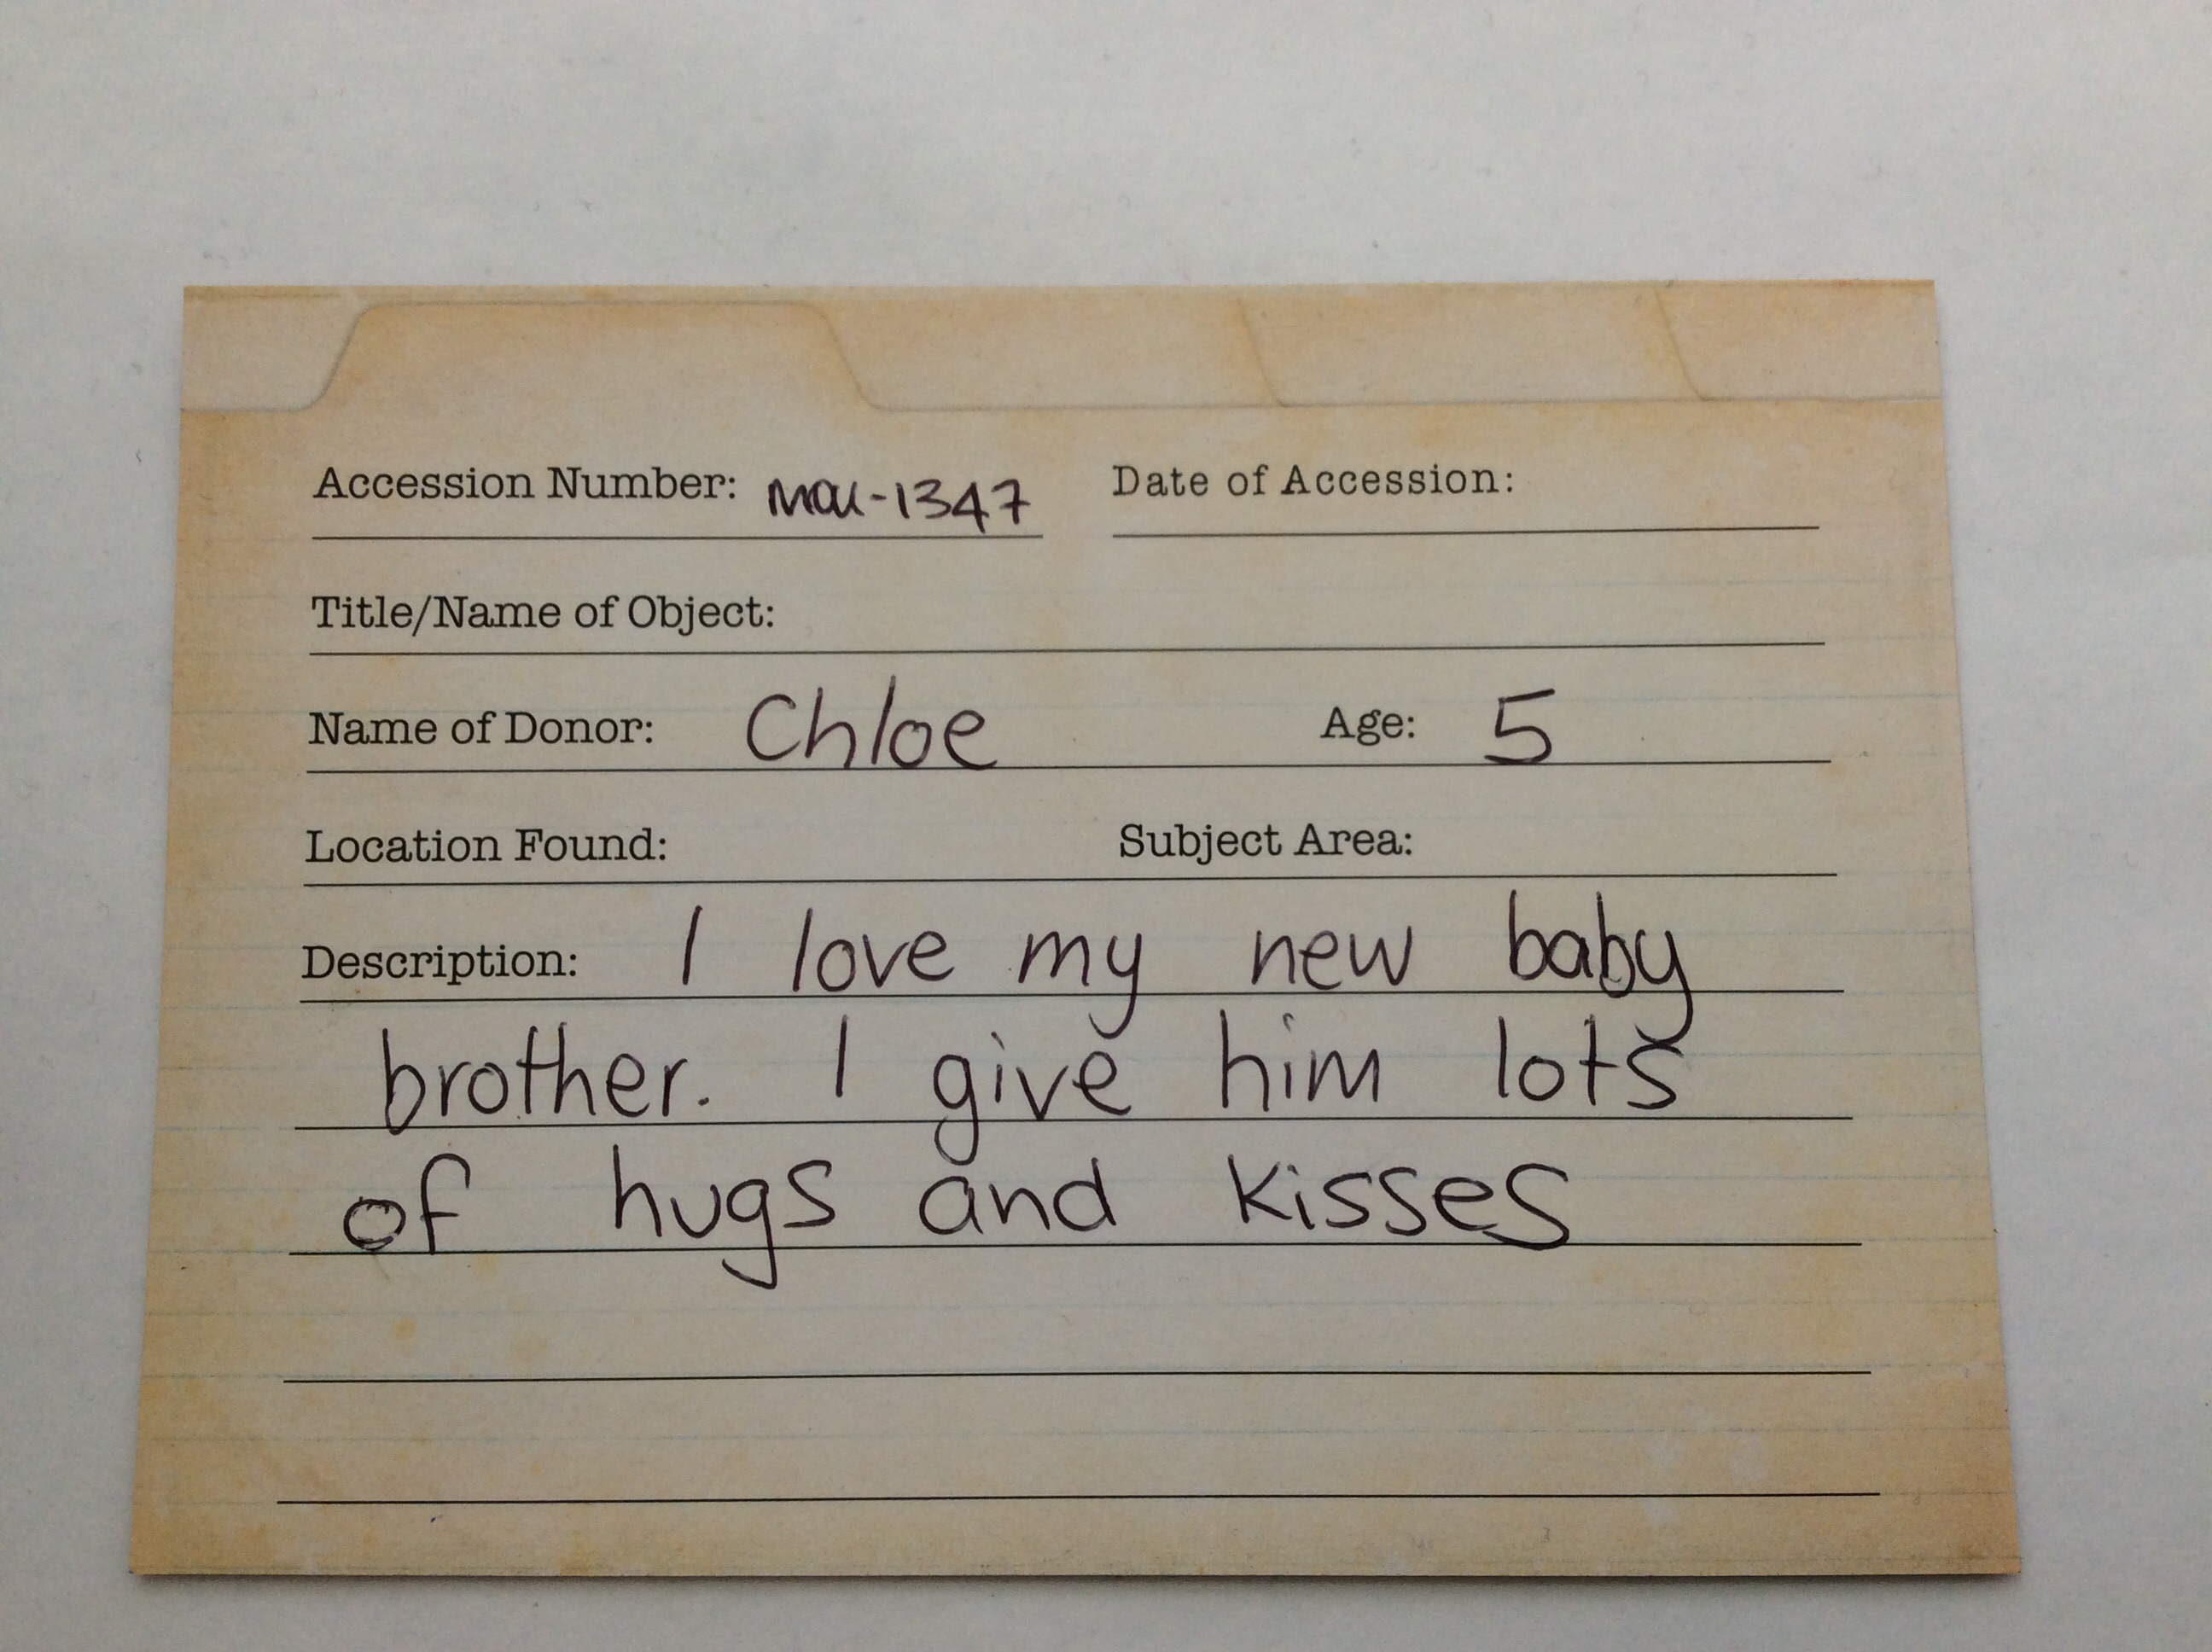 Accession Number: MOU-1347 Date of Accession:
Title/Name of Object:
Name of Donor: Chloe Age: 5
Location Found: Subject Area:
Description: I love my new baby
brother. I give him lots
of hugs and kisses